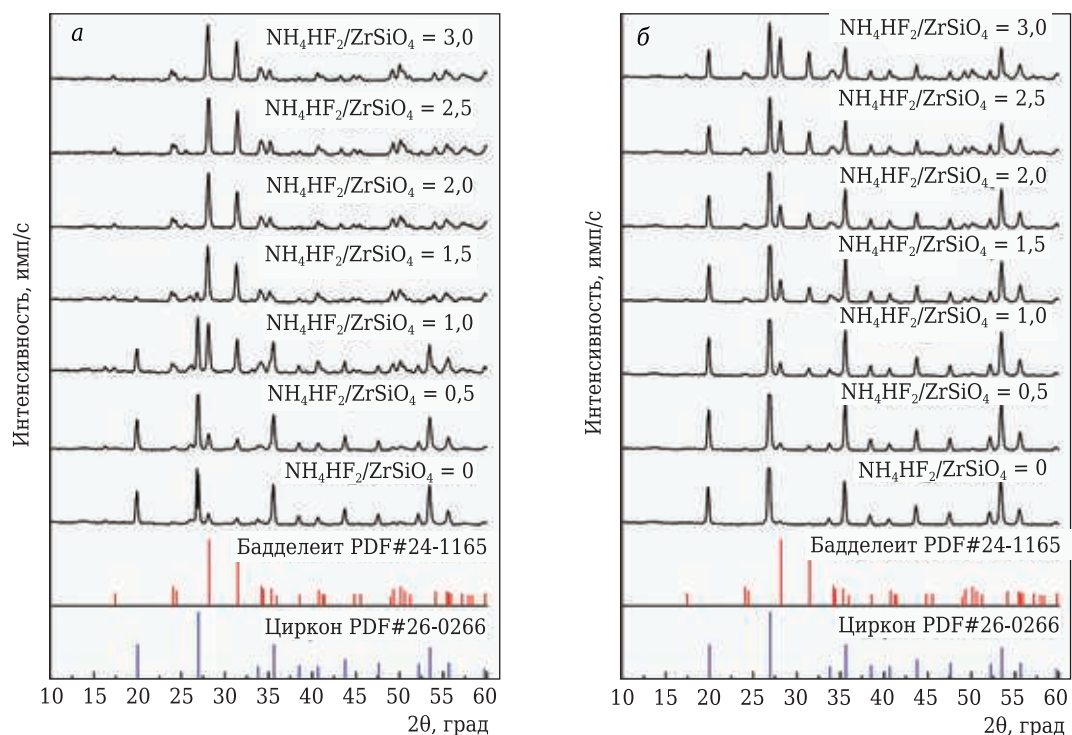 а
NH₄HF₂/ZrSiO₄ = 3,0
NH₄HF₂/ZrSiO₄ = 2,5
NH₄HF₂/ZrSiO₄ = 2,0
NH₄HF₂/ZrSiO₄ = 1,5
NH₄HF₂/ZrSiO₄ = 1,0
NH₄HF₂/ZrSiO₄ = 0,5
NH₄HF₂/ZrSiO₄ = 0
Бадделеит PDF#24-1165
Циркон PDF#26-0266
Интенсивность, имп/с
10 15 20 25 30 35 40 45 50 55 60
2θ, град
б
NH₄HF₂/ZrSiO₄ = 3,0
NH₄HF₂/ZrSiO₄ = 2,5
NH₄HF₂/ZrSiO₄ = 2,0
NH₄HF₂/ZrSiO₄ = 1,5
NH₄HF₂/ZrSiO₄ = 1,0
NH₄HF₂/ZrSiO₄ = 0,5
NH₄HF₂/ZrSiO₄ = 0
Бадделеит PDF#24-1165
Циркон PDF#26-0266
Интенсивность, имп/с
10 15 20 25 30 35 40 45 50 55 60
2θ, град